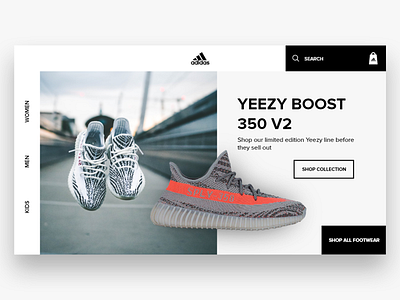 adidas
SEARCH
WOMEN
MEN
KIDS
YEEZY BOOST
350 V2
Shop our limited edition Yeezy line before
they sell out
SHOP COLLECTION
SHOP ALL FOOTWEAR